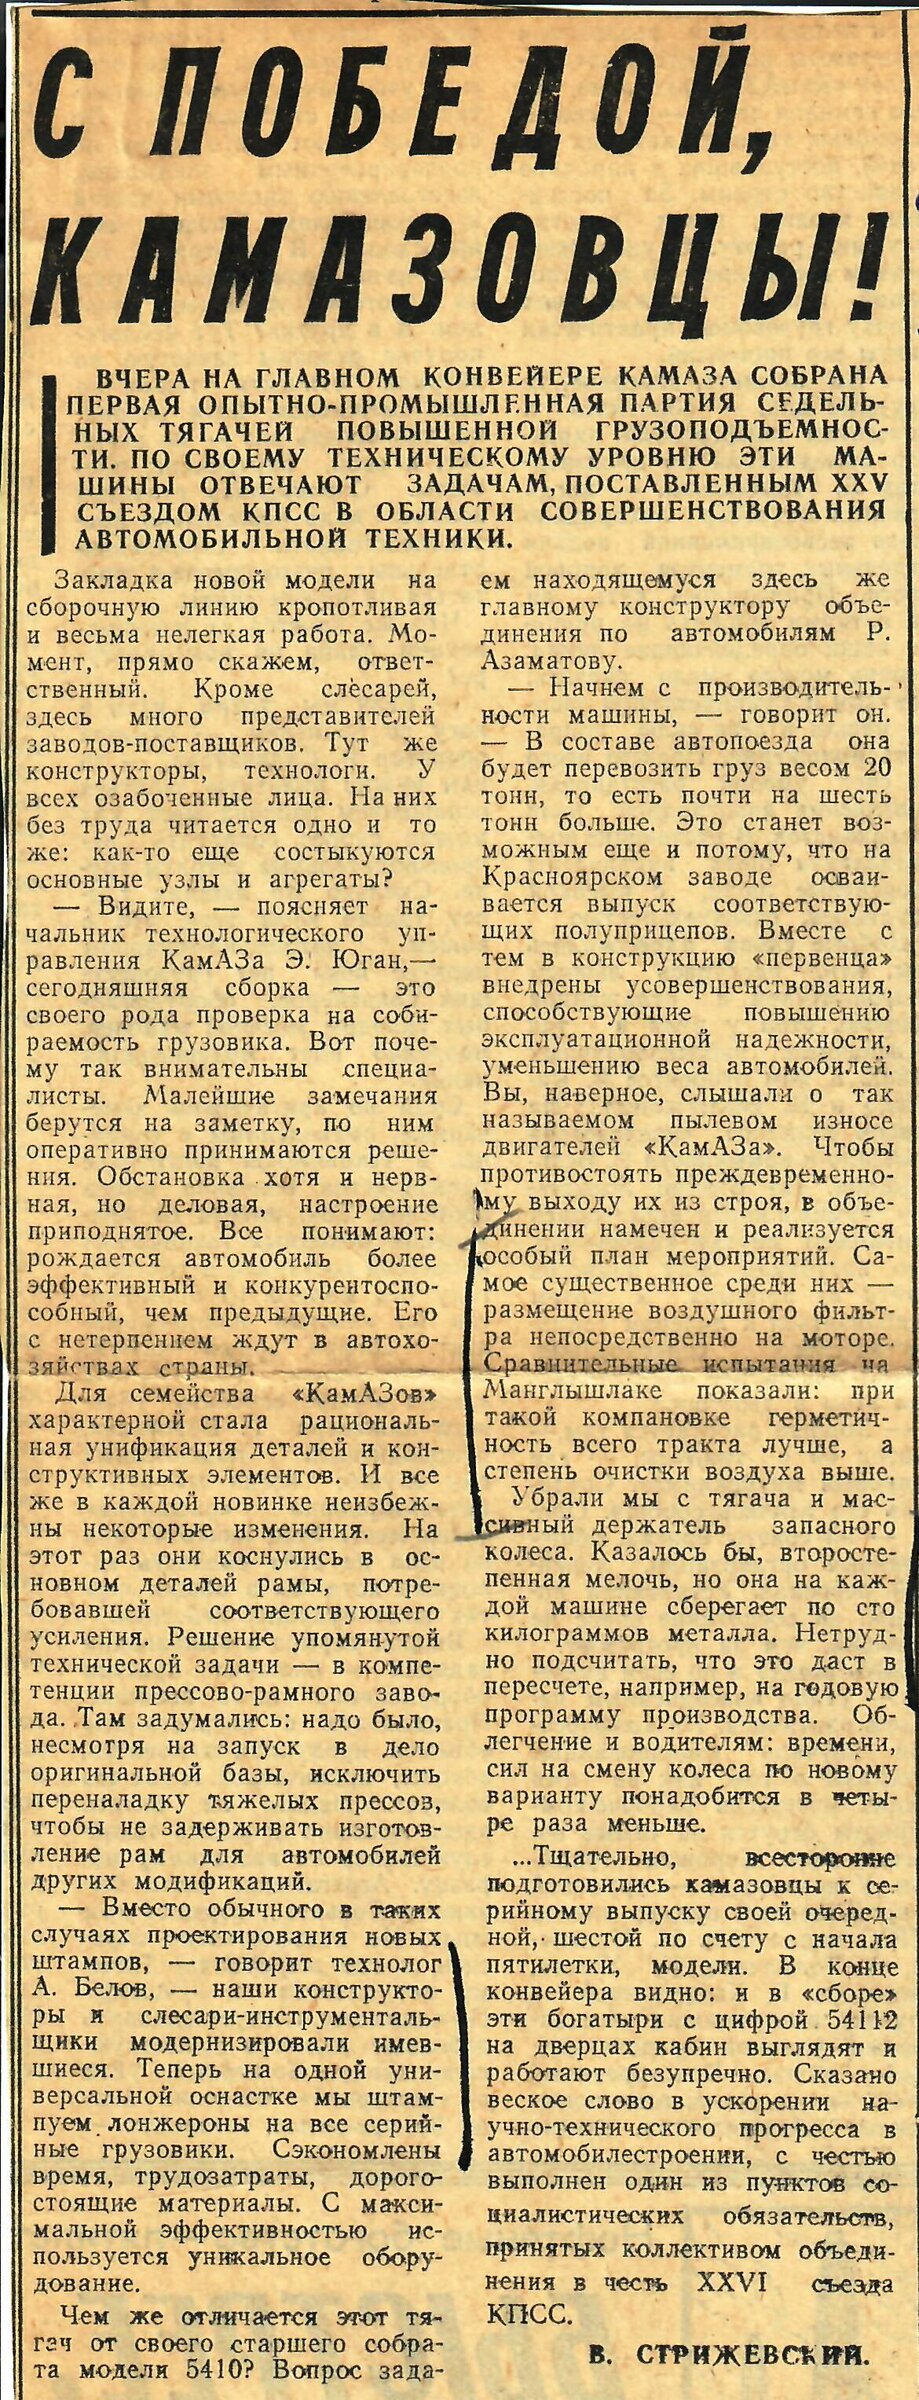 С ПОБЕДОЙ,
КАМАЗОВЦЫ!
ВЧЕРА НА ГЛАВНОМ КОНВЕЙЕРЕ КАМАЗА СОБРАНА
ПЕРВАЯ ОПЫТНО-ПРОМЫШЛЕННАЯ ПАРТИЯ СЕДЕЛЬ-
НЫХ ТЯГАЧЕЙ ПОВЫШЕННОЙ ГРУЗОПОДЪЕМНОС-
ТИ. ПО СВОЕМУ ТЕХНИЧЕСКОМУ УРОВНЮ ЭТИ МА-
ШИНЫ ОТВЕЧАЮТ ЗАДАЧАМ, ПОСТАВЛЕННЫМ XXV
СЪЕЗДОМ КПСС В ОБЛАСТИ СОВЕРШЕНСТВОВАНИЯ
АВТОМОБИЛЬНОЙ ТЕХНИКИ.
Закладка новой модели на
сборочную линию кропотливая
и весьма нелегкая работа. Мо-
мент, прямо скажем, ответ-
ственный. Кроме слесарей,
здесь много представителей
заводов-поставщиков. Тут же
конструкторы, технологи. У
всех озабоченные лица. На них
без труда читается одно и то
же: как-то еще состыкуются
основные узлы и агрегаты?
— Видите, — поясняет на-
чальник технологического уп-
равления КамАЗа Э. Юган,—
сегодняшняя сборка — это
своего рода проверка на соби-
раемость грузовика. Вот поче-
му так внимательны специа-
листы. Малейшие замечания
берутся на заметку, по ним
оперативно принимаются реше-
ния. Обстановка хотя и нерв-
ная, но деловая, настроение
приподнятое. Все понимают:
рождается автомобиль более
эффективный и конкурентоспо-
собный, чем предыдущие. Его
с нетерпением ждут в автохо-
зяйствах страны.
Для семейства «КамАЗов»
характерной стала рациональ-
ная унификация деталей и кон-
структивных элементов. И все
же в каждой новинке неизбеж-
ны некоторые изменения. На
этот раз они коснулись в ос-
новном деталей рамы, потре-
бовавшей соответствующего
усиления. Решение упомянутой
технической задачи — в компе-
тенции прессово-рамного заво-
да. Там задумались: надо было,
несмотря на запуск в дело
оригинальной базы, исключить
переналадку тяжелых прессов,
чтобы не задерживать изготов-
ление рам для автомобилей
других модификаций.
— Вместо обычного в таких
случаях проектирования новых
штампов, — говорит технолог
А. Белов, — наши конструкто-
ры и слесари-инструменталь-
щики модернизировали имев-
шиеся. Теперь на одной уни-
версальной оснастке мы штам-
пуем лонжероны на все серий-
ные грузовики. Сэкономлены
время, трудозатраты, дорого-
стоящие материалы. С макси-
мальной эффективностью ис-
пользуется уникальное обору-
дование.
Чем же отличается этот тя-
гач от своего старшего собра-
та модели 5410? Вопрос зада-
ем находящемуся здесь же
главному конструктору объе-
динения по автомобилям Р.
Азаматову.
— Начнем с производитель-
ности машины, — говорит он.
— В составе автопоезда она
будет перевозить груз весом 20
тонн, то есть почти на шесть
тонн больше. Это станет воз-
можным еще и потому, что на
Красноярском заводе осваи-
вается выпуск соответствую-
щих полуприцепов. Вместе с
тем в конструкцию «первенца»
внедрены усовершенствования,
способствующие повышению
эксплуатационной надежности,
уменьшению веса автомобилей.
Вы, наверное, слышали о так
называемом пылевом износе
двигателей «КамАЗа». Чтобы
противостоять преждевременно-
му выходу их из строя, в объе-
динении намечен и реализуется
особый план мероприятий. Са-
мое существенное среди них —
размещение воздушного фильт-
ра непосредственно на моторе.
Сравнительные испытания на
Манглышлаке показали: при
такой компановке герметич-
ность всего тракта лучше, а
степень очистки воздуха выше.
Убрали мы с тягача и мас-
сивный держатель запасного
колеса. Казалось бы, второсте-
пенная мелочь, но она на каж-
дой машине сберегает по сто
килограммов металла. Нетруд-
но подсчитать, что это даст в
пересчете, например, на годовую
программу производства. Об-
легчение и водителям: времени,
сил на смену колеса по новому
варианту понадобится в четы-
ре раза меньше.
...Тщательно, всесторонне
подготовились камазовцы к се-
рийному выпуску своей очеред-
ной, шестой по счету с начала
пятилетки, модели. В конце
конвейера видно: и в «сборе»
эти богатыри с цифрой 54112
на дверцах кабин выглядят и
работают безупречно. Сказано
веское слово в ускорении на-
учно-технического прогресса в
автомобилестроении, с честью
выполнен один из пунктов со-
циалистических обязательств,
принятых коллективом объеди-
нения в честь XXVI съезда
КПСС.
В. СТРИЖЕВСКИЙ.